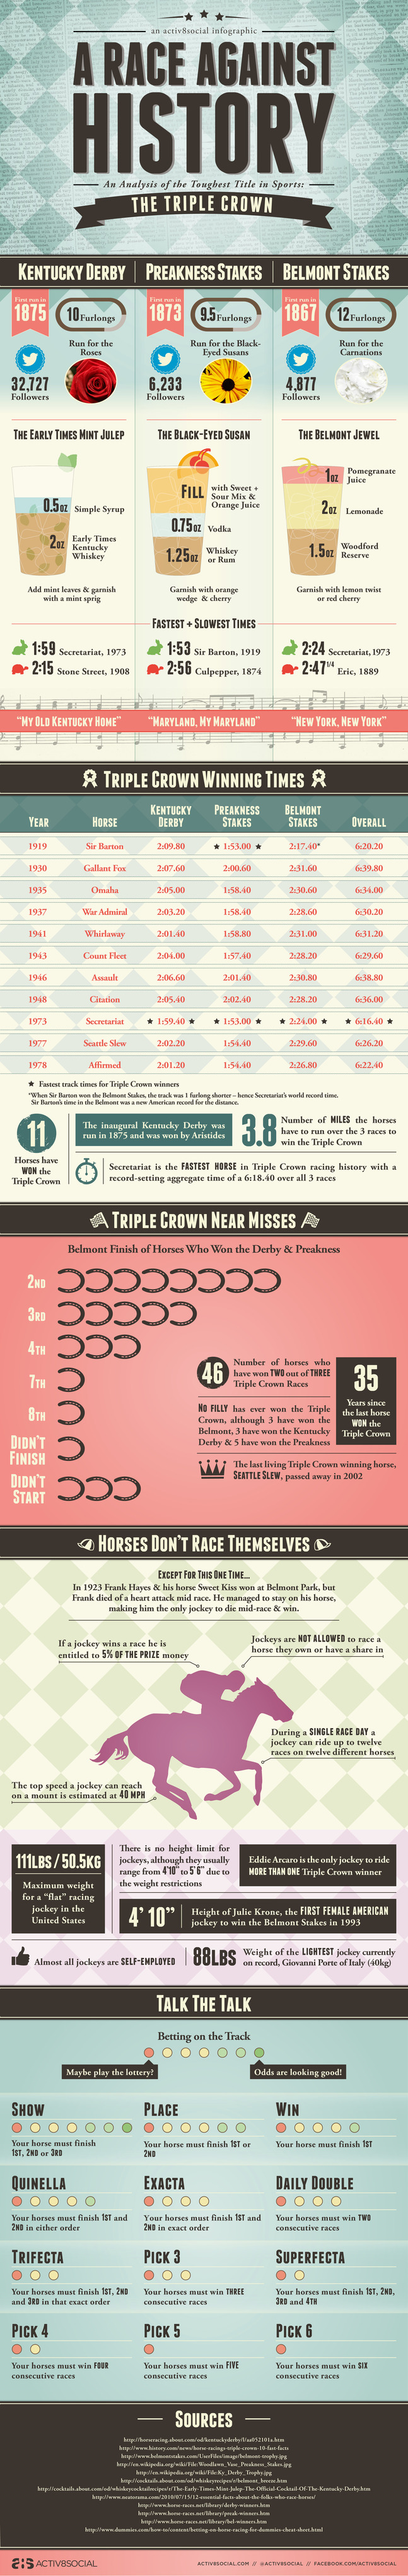 an activ8social infographic
A RACE AGAINST
HISTORY
An Analysis of the Toughest Title in Sports:
THE TRIPLE CROWN
KENTUCKY DERBY
PREAKNESS STAKES
BELMONT STAKES
First run in
1875
10 Furlongs
First run in
1873
9.5 Furlongs
First run in
1867
12 Furlongs
Run for the
Roses
Run for the Black-
Eyed Susans
Run for the
Carnations
32,727
Followers
6,233
Followers
4,877
Followers
THE EARLY TIMES MINT JULEP
THE BLACK-EYED SUSAN
THE BELMONT JEWEL
0.5OZ Simple Syrup
2OZ Early Times
Kentucky
Whiskey
FILL with Sweet +
Sour Mix &
Orange Juice
0.75OZ Vodka
1.25OZ Whiskey
or Rum
1OZ Pomegranate
Juice
2OZ Lemonade
1.5OZ Woodford
Reserve
Add mint leaves & garnish
with a mint sprig
Garnish with orange
wedge & cherry
Garnish with lemon twist
or red cherry
FASTEST + SLOWEST TIMES
1:59 Secretariat, 1973
2:15 Stone Street, 1908
1:53 Sir Barton, 1919
2:56 Culpepper, 1874
2:24 Secretariat, 1973
2:47 1/4 Eric, 1889
"MY OLD KENTUCKY HOME"
"MARYLAND, MY MARYLAND"
"NEW YORK, NEW YORK"
TRIPLE CROWN WINNING TIMES
YEAR HORSE KENTUCKY DERBY PREAKNESS STAKES BELMONT STAKES OVERALL
1919 Sir Barton 2:09.80 ★ 1:53.00 ★ 2:17.40* 6:20.20
1930 Gallant Fox 2:07.60 2:00.60 2:31.60 6:39.80
1935 Omaha 2:05.00 1:58.40 2:30.60 6:34.00
1937 War Admiral 2:03.20 1:58.40 2:28.60 6:30.20
1941 Whirlaway 2:01.40 1:58.80 2:31.00 6:31.20
1943 Count Fleet 2:04.00 1:57.40 2:28.20 6:29.60
1946 Assault 2:06.60 2:01.40 2:30.80 6:38.80
1948 Citation 2:05.40 2:02.40 2:28.20 6:36.00
1973 Secretariat ★ 1:59.40 ★ ★ 1:53.00 ★ ★ 2:24.00 ★ ★ 6:16.40 ★
1977 Seattle Slew 2:02.20 1:54.40 2:29.60 6:26.20
1978 Affirmed 2:01.20 1:54.40 2:26.80 6:22.40
★ Fastest track times for Triple Crown winners
*When Sir Barton won the Belmont Stakes, the track was 1 furlong shorter – hence Secretariat's world record time.
Sir Barton's time in the Belmont was a new American record for the distance.
11
Horses have
WON the
Triple Crown
The inaugural Kentucky Derby was
run in 1875 and was won by Aristides
3.8
Number of MILES the horses
have to run over the 3 races to
win the Triple Crown
Secretariat is the FASTEST HORSE in Triple Crown racing history with a
record-setting aggregate time of a 6:18.40 over all 3 races
TRIPLE CROWN NEAR MISSES
Belmont Finish of Horses Who Won the Derby & Preakness
2ND
3RD
4TH
7TH
8TH
DIDN'T
FINISH
DIDN'T
START
46
Number of horses who
have won TWO out of THREE
Triple Crown Races
NO FILLY has ever won the Triple
Crown, although 3 have won the
Belmont, 3 have won the Kentucky
Derby & 5 have won the Preakness
35
Years since
the last horse
WON the
Triple Crown
The last living Triple Crown winning horse,
SEATTLE SLEW, passed away in 2002
HORSES DON'T RACE THEMSELVES
EXCEPT FOR THIS ONE TIME...
In 1923 Frank Hayes & his horse Sweet Kiss won at Belmont Park, but
Frank died of a heart attack mid race. He managed to stay on his horse,
making him the only jockey to die mid-race & win.
If a jockey wins a race he is
entitled to 5% OF THE PRIZE money
Jockeys are NOT ALLOWED to race a
horse they own or have a share in
During a SINGLE RACE DAY a
jockey can ride up to twelve
races on twelve different horses
The top speed a jockey can reach
on a mount is estimated at 40 MPH
111LBS / 50.5KG
Maximum weight
for a "flat" racing
jockey in the
United States
There is no height limit for
jockeys, although they usually
range from 4'10" to 5' 6" due to
the weight restrictions
Eddie Arcaro is the only jockey to ride
MORE THAN ONE Triple Crown winner
4' 10"
Height of Julie Krone, the FIRST FEMALE AMERICAN
jockey to win the Belmont Stakes in 1993
Almost all jockeys are SELF-EMPLOYED
88LBS
Weight of the LIGHTEST jockey currently
on record, Giovanni Porte of Italy (40kg)
TALK THE TALK
Betting on the Track
Maybe play the lottery?
Odds are looking good!
SHOW
Your horse must finish
1ST, 2ND or 3RD
PLACE
Your horse must finish 1ST or
2ND
WIN
Your horse must finish 1ST
QUINELLA
Your horses must finish 1ST and
2ND in either order
EXACTA
Your horses must finish 1ST and
2ND in exact order
DAILY DOUBLE
Your horses must win TWO
consecutive races
TRIFECTA
Your horses must finish 1ST, 2ND
and 3RD in that exact order
PICK 3
Your horses must win THREE
consecutive races
SUPERFECTA
Your horses must finish 1ST, 2ND,
3RD and 4TH
PICK 4
Your horses must win FOUR
consecutive races
PICK 5
Your horses must win FIVE
consecutive races
PICK 6
Your horses must win SIX
consecutive races
SOURCES
http://horseracing.about.com/od/kentuckyderby/l/aa052101a.htm
http://www.history.com/news/horse-racings-triple-crown-10-fast-facts
http://www.belmontstakes.com/UserFiles/image/belmont-trophy.jpg
http://en.wikipedia.org/wiki/File:Woodlawn_Vase_Preakness_Stakes.jpg
http://en.wikipedia.org/wiki/File:Ky_Derby_Trophy.jpg
http://cocktails.about.com/od/whiskeyrecipes/r/belmont_breeze.htm
http://cocktails.about.com/od/whiskeycocktailrecipes/r/The-Early-Times-Mint-Julep-The-Official-Cocktail-Of-The-Kentucky-Derby.htm
http://www.neatorama.com/2010/07/15/12-essential-facts-about-the-folks-who-race-horses/
http://www.horse-races.net/library/derby-winners.htm
http://www.horse-races.net/library/preak-winners.htm
http://www.horse-races.net/library/bel-winners.htm
http://www.dummies.com/how-to/content/betting-on-horse-racing-for-dummies-cheat-sheet.html
ACTIV8SOCIAL
ACTIV8SOCIAL.COM // @ACTIV8SOCIAL // FACEBOOK.COM/ACTIV8SOCIAL